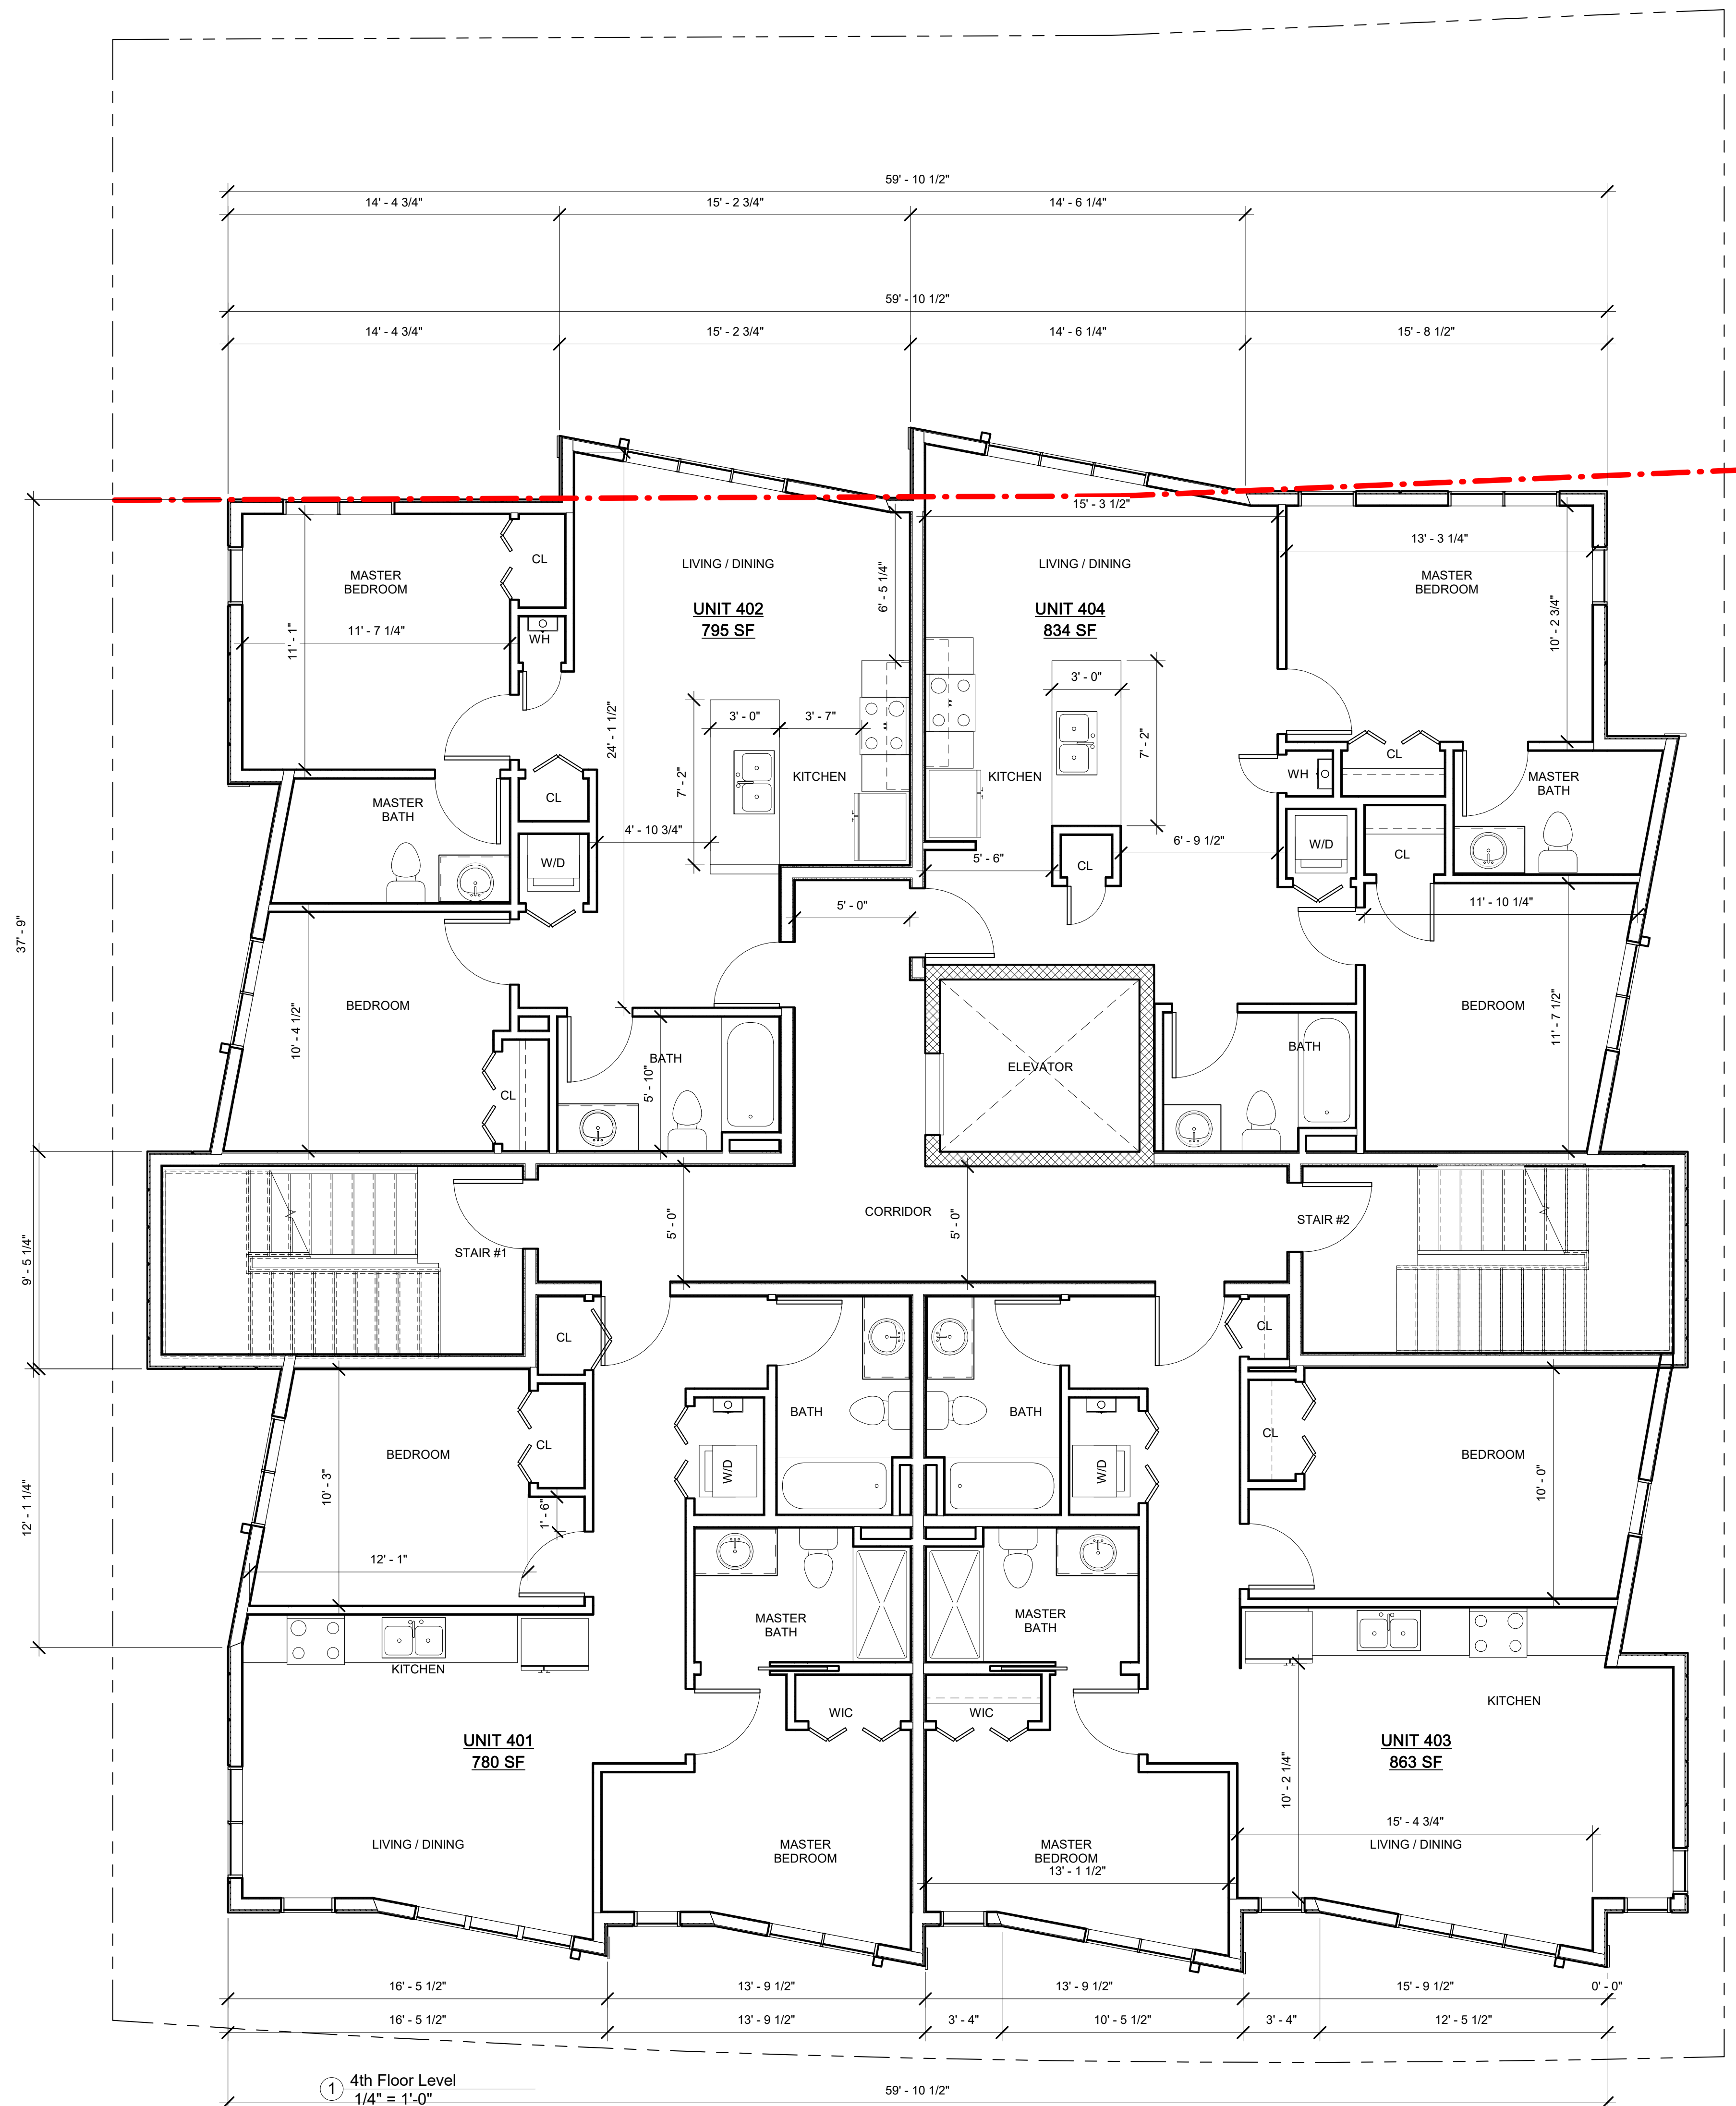 59' - 10 1/2"
14' - 4 3/4"
15' - 2 3/4"
14' - 6 1/4"
59' - 10 1/2"
14' - 4 3/4"
15' - 2 3/4"
14' - 6 1/4"
15' - 8 1/2"
15' - 3 1/2"
13' - 3 1/4"
CL
LIVING / DINING
LIVING / DINING
MASTER
BEDROOM
MASTER
BEDROOM
6' - 5 1/4"
10' - 2 3/4"
UNIT 402
795 SF
UNIT 404
834 SF
11' - 1"
11' - 7 1/4"
WH
3' - 0"
24' - 1 1/2"
3' - 0"
3' - 7"
7' - 2"
7' - 2"
KITCHEN
KITCHEN
WH
CL
MASTER
BATH
CL
MASTER
BATH
4' - 10 3/4"
6' - 9 1/2"
W/D
W/D
CL
5' - 6"
CL
5' - 0"
11' - 10 1/4"
37' - 9"
BEDROOM
BEDROOM
10' - 4 1/2"
11' - 7 1/2"
BATH
BATH
ELEVATOR
5' - 10"
CL
CORRIDOR
5' - 0"
5' - 0"
STAIR #1
STAIR #2
9' - 5 1/4"
CL
CL
BATH
BATH
CL
CL
BEDROOM
BEDROOM
W/D
W/D
10' - 3"
10' - 0"
1' - 6"
12' - 1 1/4"
12' - 1"
MASTER
BATH
MASTER
BATH
KITCHEN
KITCHEN
WIC
WIC
UNIT 401
780 SF
UNIT 403
863 SF
10' - 2 1/4"
15' - 4 3/4"
LIVING / DINING
MASTER
BEDROOM
MASTER
BEDROOM
LIVING / DINING
13' - 1 1/2"
16' - 5 1/2"
13' - 9 1/2"
13' - 9 1/2"
15' - 9 1/2"
0' - 0"
16' - 5 1/2"
13' - 9 1/2"
3' - 4"
10' - 5 1/2"
3' - 4"
12' - 5 1/2"
1
4th Floor Level
1/4" = 1'-0"
59' - 10 1/2"